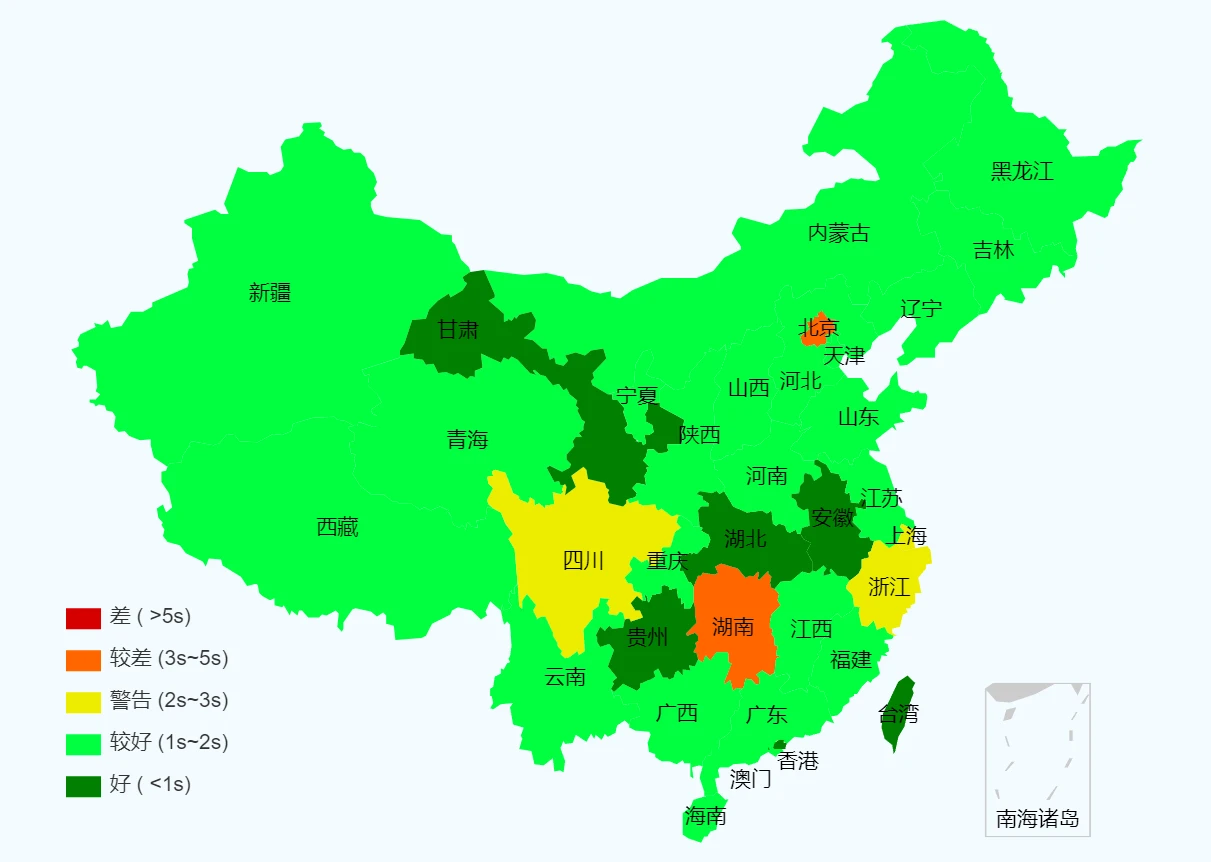 黑龙江
内蒙古
吉林
新疆
辽宁
甘肃
北京
天津
宁夏
山西
河北
山东
青海
陕西
河南
江苏
西藏
安徽
上海
湖北
四川
重庆
浙江
湖南
江西
贵州
福建
云南
广西
广东
台湾
香港
澳门
海南
南海诸岛
差 ( >5s)
较差 (3s~5s)
警告 (2s~3s)
较好 (1s~2s)
好 ( <1s)